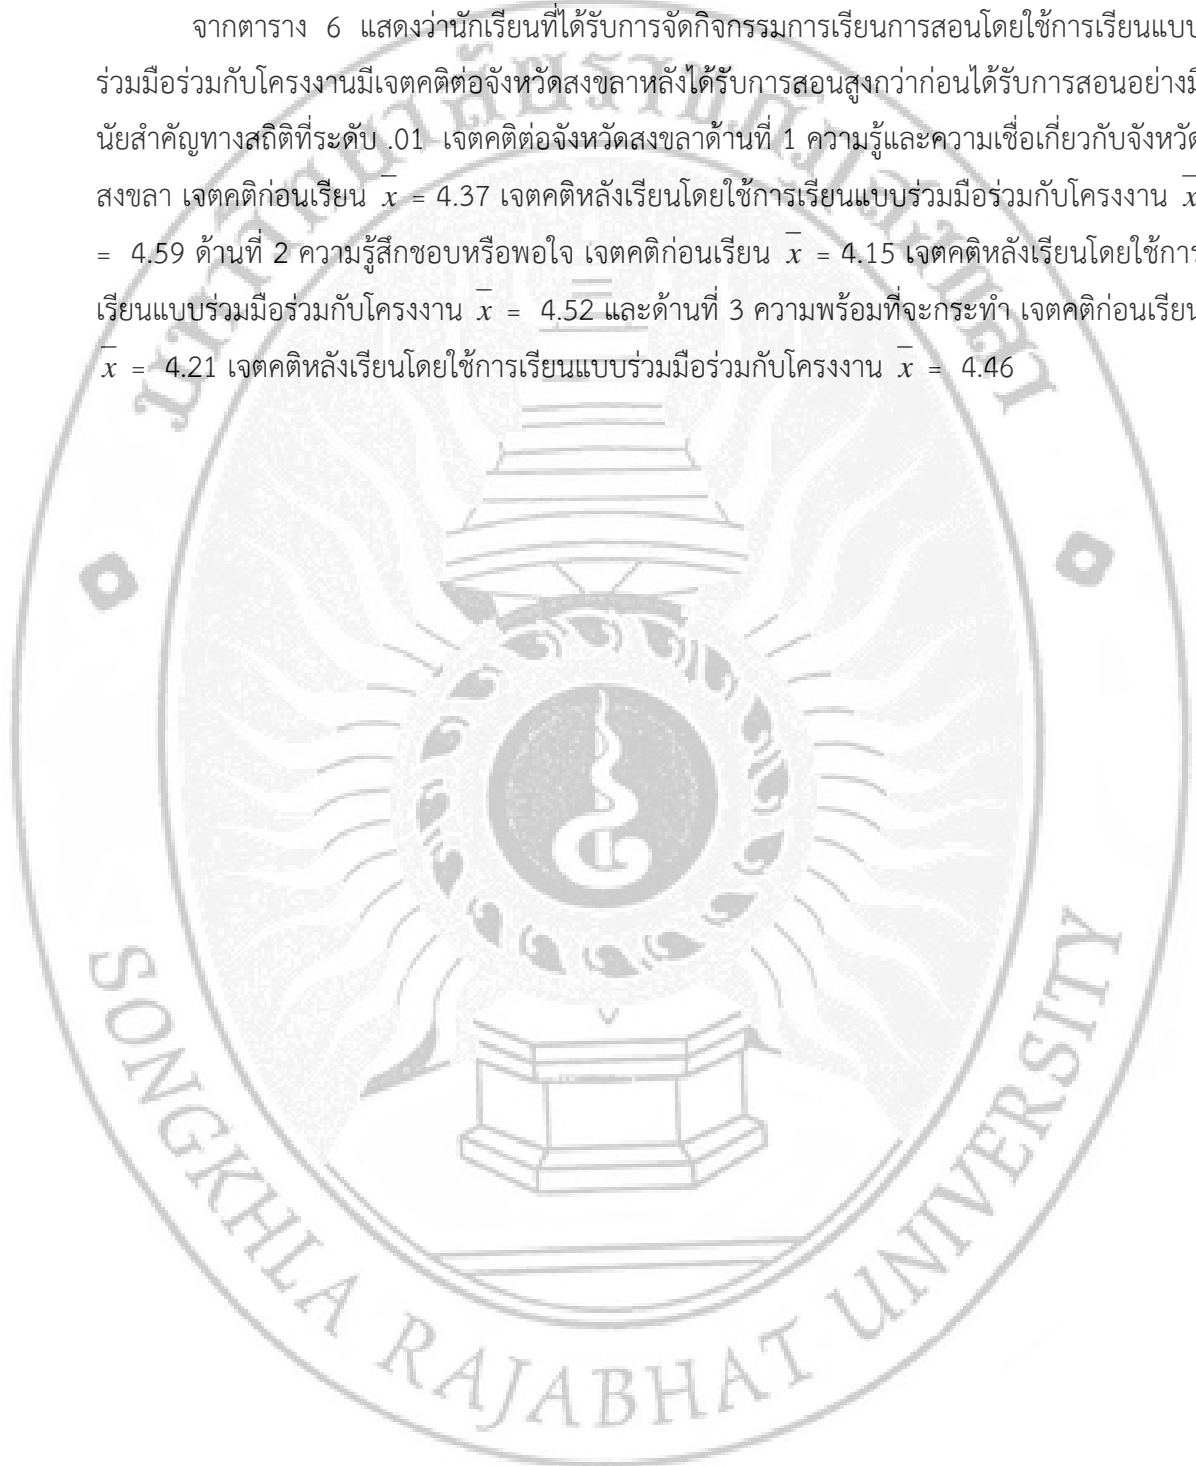 จากตาราง 6 แสดงว่านักเรียนที่ได้รับการจัดกิจกรรมการเรียนการสอนโดยใช้การเรียนแบบ
ร่วมมือร่วมกับโครงงานมีเจตคติต่อจังหวัดสงขลาหลังได้รับการสอนสูงกว่าก่อนได้รับการสอนอย่างมี
นัยสำคัญทางสถิติที่ระดับ .01 เจตคติต่อจังหวัดสงขลาด้านที่ 1 ความรู้และความเชื่อเกี่ยวกับจังหวัด
สงขลา เจตคติก่อนเรียน x̄ = 4.37 เจตคติหลังเรียนโดยใช้การเรียนแบบร่วมมือร่วมกับโครงงาน x̄
= 4.59 ด้านที่ 2 ความรู้สึกชอบหรือพอใจ เจตคติก่อนเรียน x̄ = 4.15 เจตคติหลังเรียนโดยใช้การ
เรียนแบบร่วมมือร่วมกับโครงงาน x̄ = 4.52 และด้านที่ 3 ความพร้อมที่จะกระทำ เจตคติก่อนเรียน
x̄ = 4.21 เจตคติหลังเรียนโดยใช้การเรียนแบบร่วมมือร่วมกับโครงงาน x̄ = 4.46
มหาวิทยาลัยราชภัฏสงขลา
SONGKHLA RAJABHAT UNIVERSITY